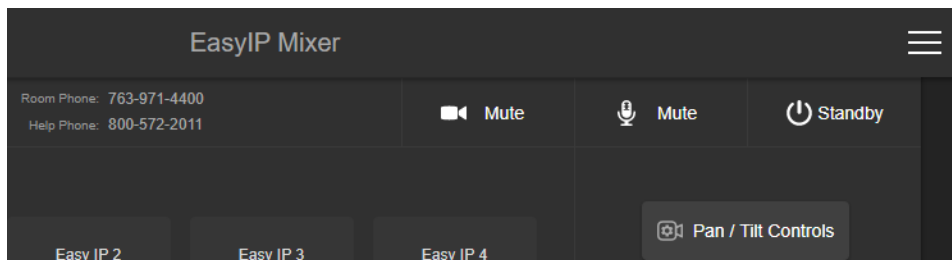 EasyIP Mixer
Room Phone: 763-971-4400
Help Phone: 800-572-2011
Mute
Mute
Standby
Pan / Tilt Controls
Easy IP 2
Easy IP 3
Easy IP 4